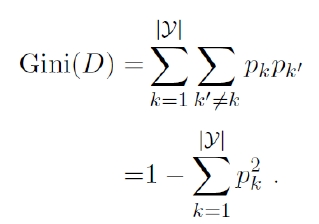 Gini(D) = \sum_{k=1}^{|\mathcal{Y}|} \sum_{k' \neq k} p_k p_{k'}
=1 - \sum_{k=1}^{|\mathcal{Y}|} p_k^2 .